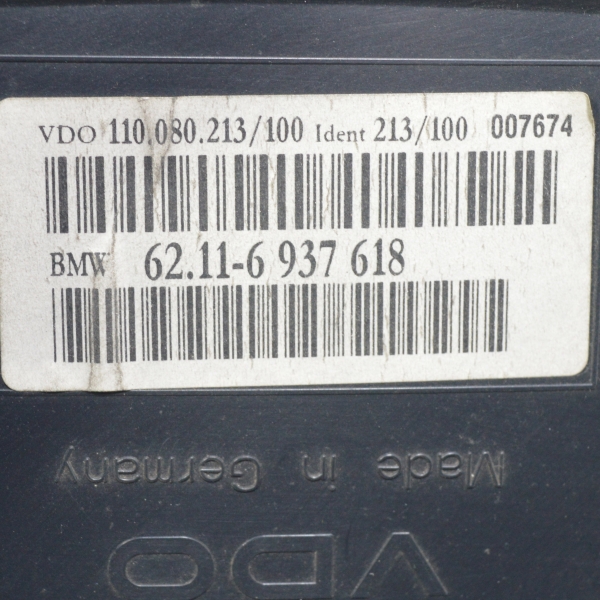 VDO 110.080.213/100 Ident 213/100 007674
BMW 62.11-6 937 618
Made in Germany
VDO